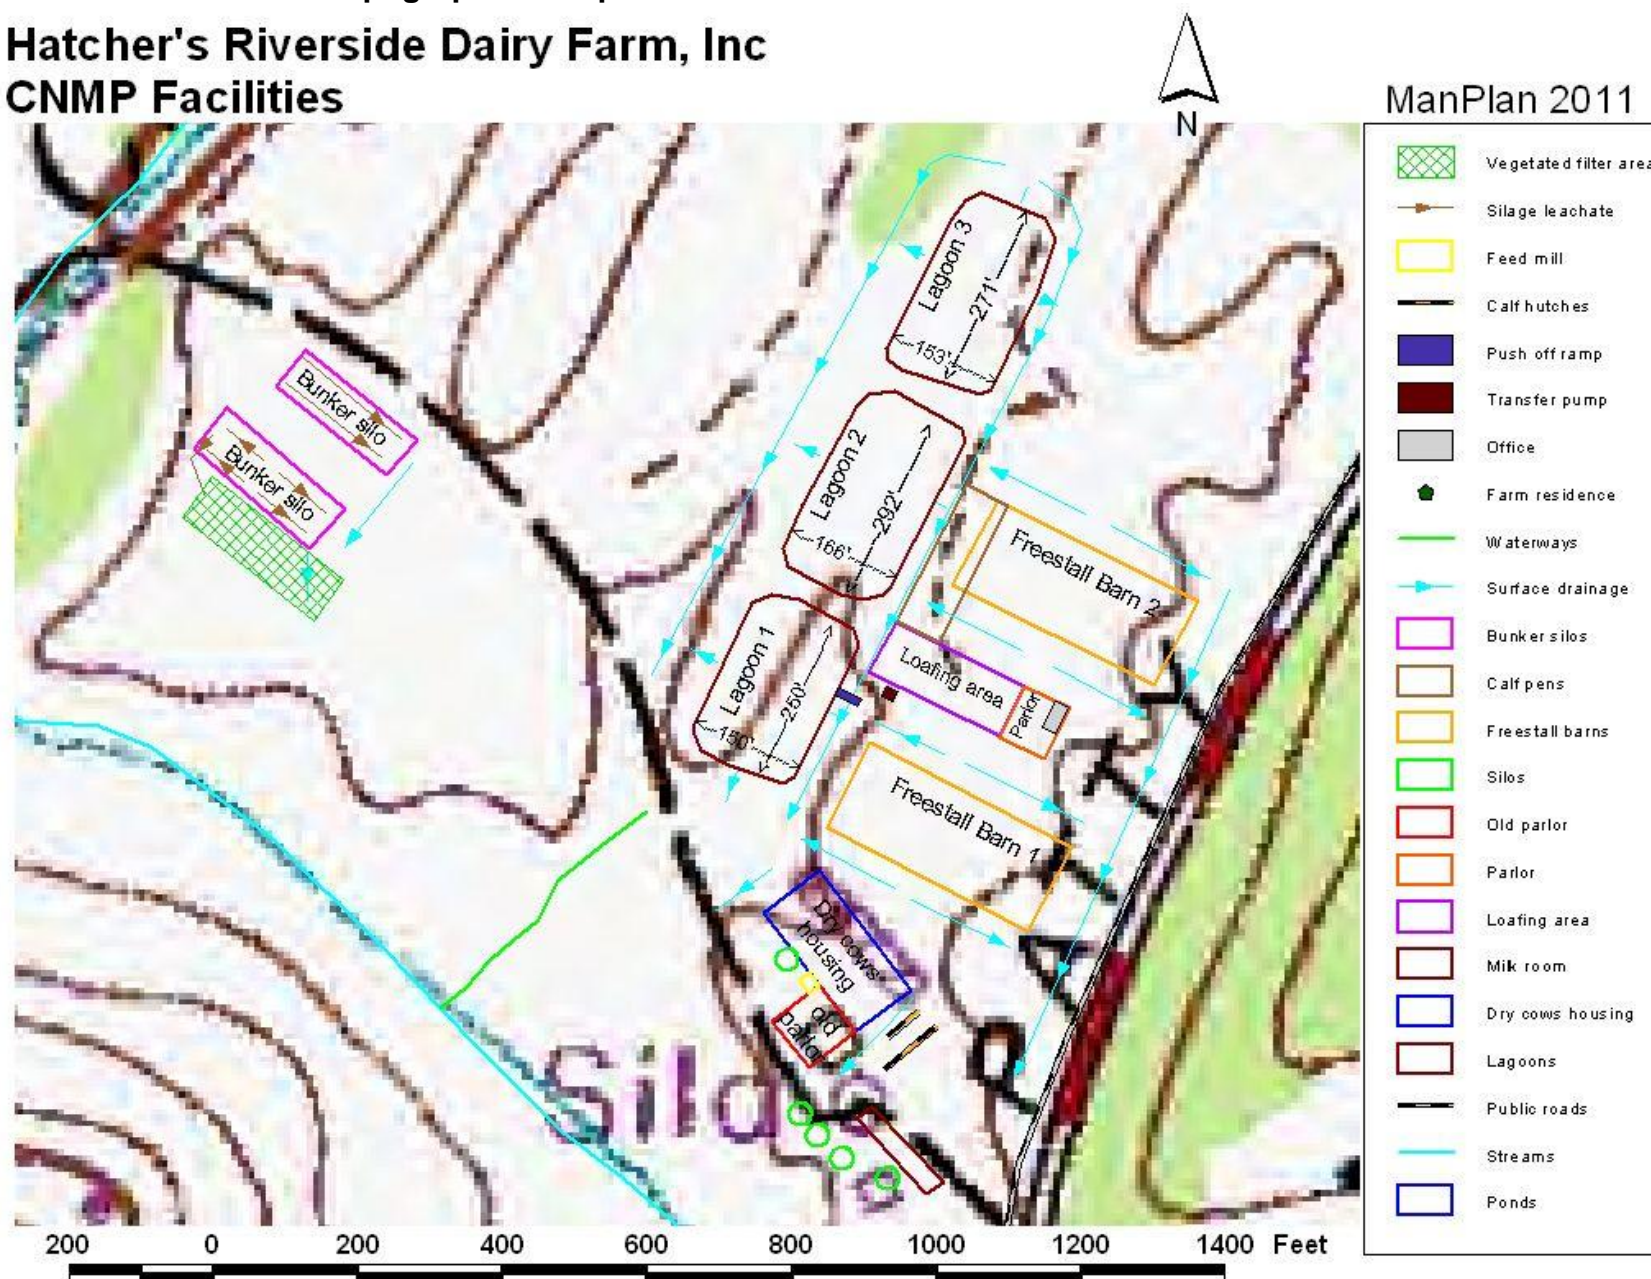 Hatcher's Riverside Dairy Farm, Inc
CNMP Facilities
N
ManPlan 2011
Vegetated filter area
Silage leachate
Feed mill
Calf hutches
Push off ramp
Transfer pump
Office
Farm residence
Waterways
Surface drainage
Bunker silos
Calf pens
Freestall barns
Silos
Old parlor
Parlor
Loafing area
Milk room
Dry cows housing
Lagoons
Public roads
Streams
Ponds
Lagoon 3
271'
153'
Lagoon 2
292'
166'
Lagoon 1
250'
150'
Bunker silo
Bunker silo
Freestall Barn 2
Loafing area
Parlor
Freestall Barn 1
Dry cows
housing
old
parlor
Silo
P A T
200 0 200 400 600 800 1000 1200 1400 Feet